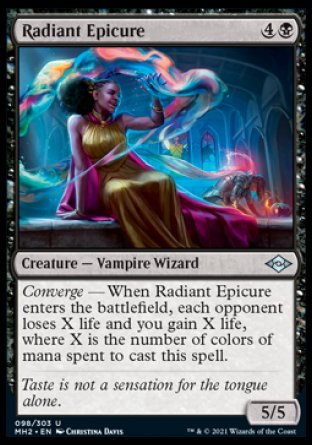 Radiant Epicure 4
Creature — Vampire Wizard
Converge — When Radiant Epicure
enters the battlefield, each opponent
loses X life and you gain X life,
where X is the number of colors of
mana spent to cast this spell.
Taste is not a sensation for the tongue
alone.
5/5
098/303 U
MH2 • EN Christina Davis
™ & © 2021 Wizards of the Coast